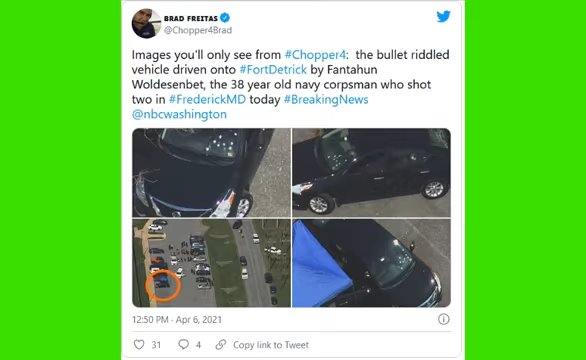 BRAD FREITAS
@Chopper4Brad
Images you'll only see from #Chopper4: the bullet riddled
vehicle driven onto #FortDetrick by Fantahun
Woldesenbet, the 38 year old navy corpsman who shot
two in #FrederickMD today #BreakingNews
@nbcwashington
12:50 PM · Apr 6, 2021
31 4 Copy link to Tweet